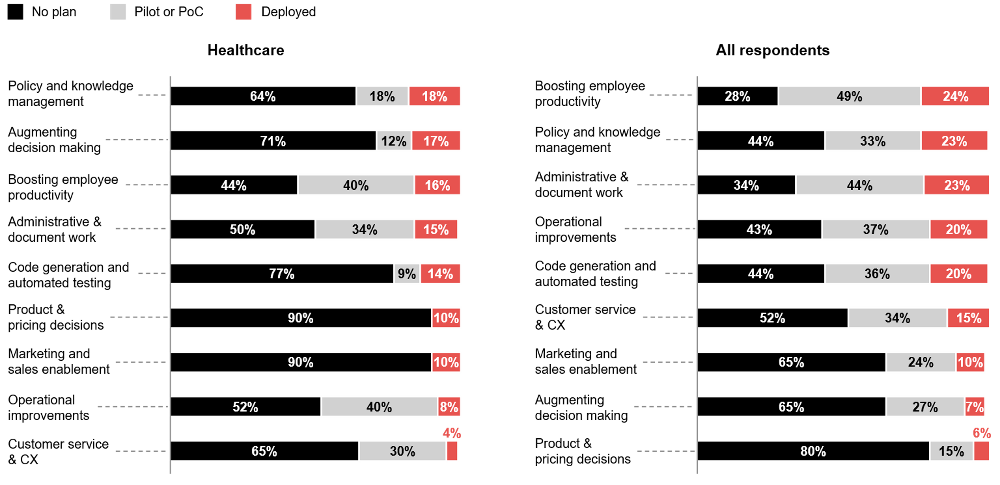 No plan
Pilot or PoC
Deployed
Healthcare
Policy and knowledge
management
64% 18% 18%
Augmenting
decision making
71% 12% 17%
Boosting employee
productivity
44% 40% 16%
Administrative &
document work
50% 34% 15%
Code generation and
automated testing
77% 9% 14%
Product &
pricing decisions
90% 10%
Marketing and
sales enablement
90% 10%
Operational
improvements
52% 40% 8%
Customer service
& CX
65% 30% 4%
All respondents
Boosting employee
productivity
28% 49% 24%
Policy and knowledge
management
44% 33% 23%
Administrative &
document work
34% 44% 23%
Operational
improvements
43% 37% 20%
Code generation and
automated testing
44% 36% 20%
Customer service
& CX
52% 34% 15%
Marketing and
sales enablement
65% 24% 10%
Augmenting
decision making
65% 27% 7%
Product &
pricing decisions
80% 15% 6%